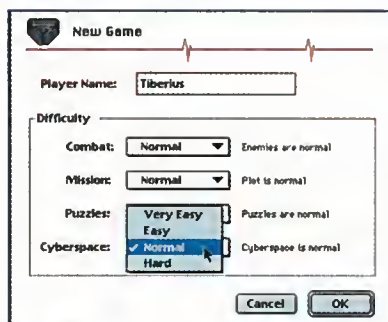 New Game
Player Name: Tiberius
Difficulty
Combat: Normal Enemies are normal
Mission: Normal Plot is normal
Puzzles: Very Easy Puzzles are normal
Easy
Cyberspace: ✓ Normal Cyberspace is normal
Hard
Cancel OK